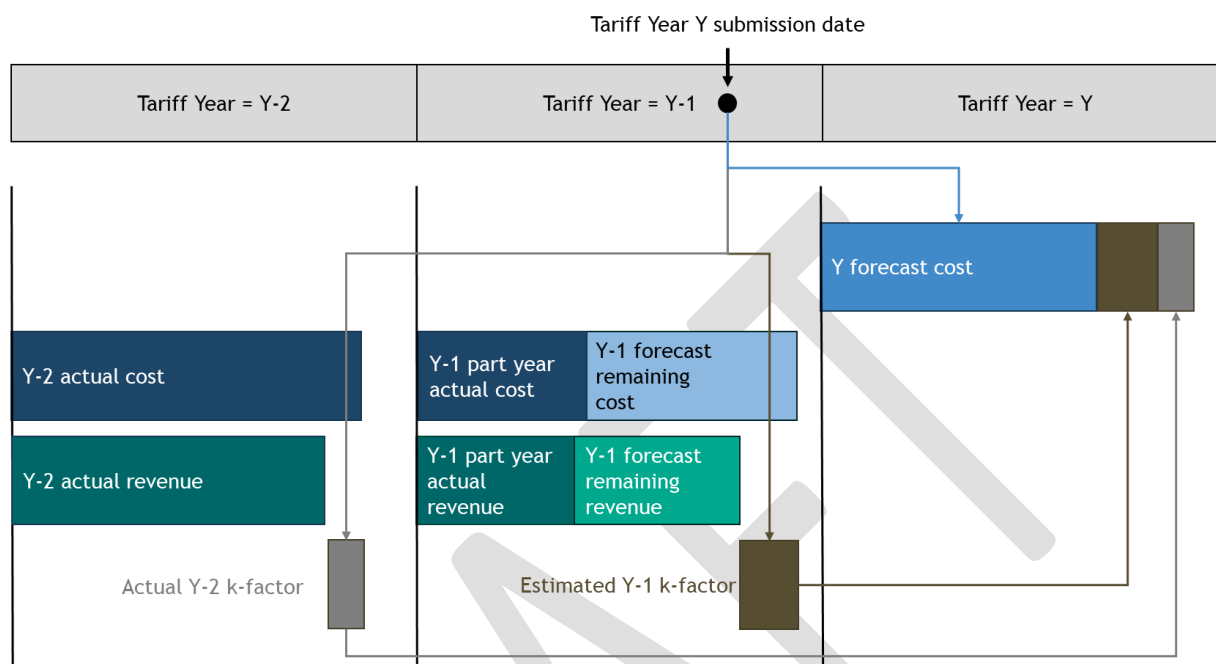 Tariff Year Y submission date
Tariff Year = Y-2
Tariff Year = Y-1
Tariff Year = Y
Y forecast cost
Y-2 actual cost
Y-1 part year
actual cost
Y-1 forecast
remaining
cost
Y-2 actual revenue
Y-1 part year
actual
revenue
Y-1 forecast
remaining
revenue
Actual Y-2 k-factor
Estimated Y-1 k-factor